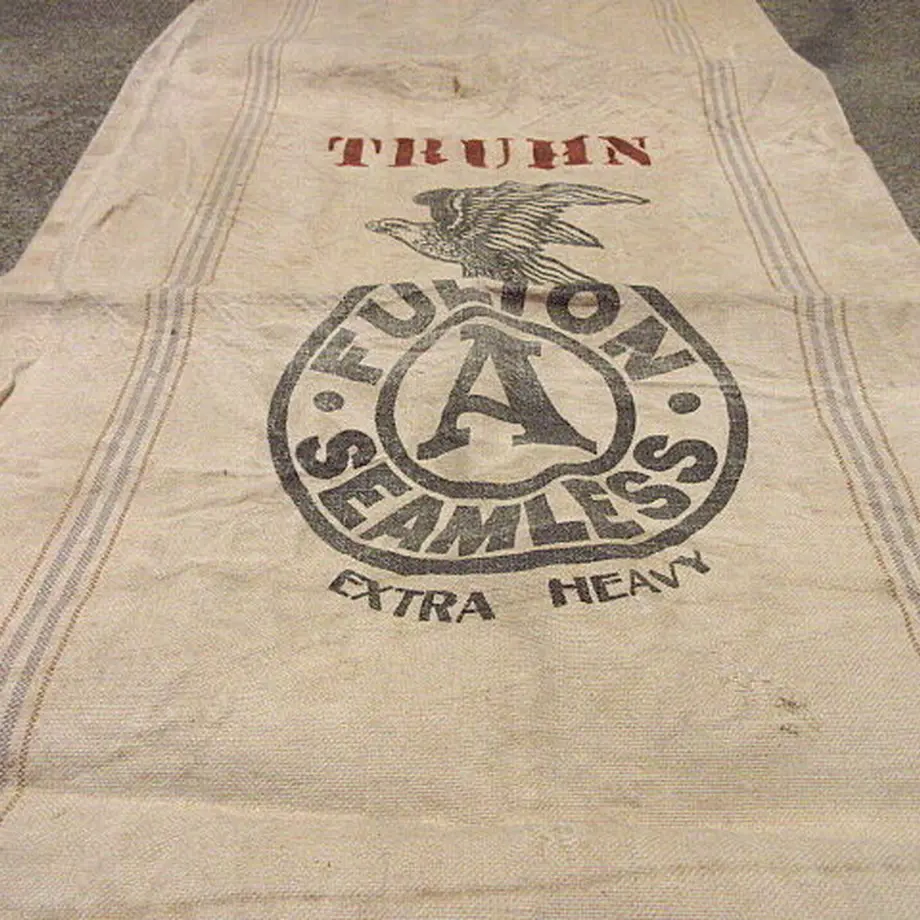 TRUHN
FULTON
A
• SEAMLESS •
EXTRA HEAVY